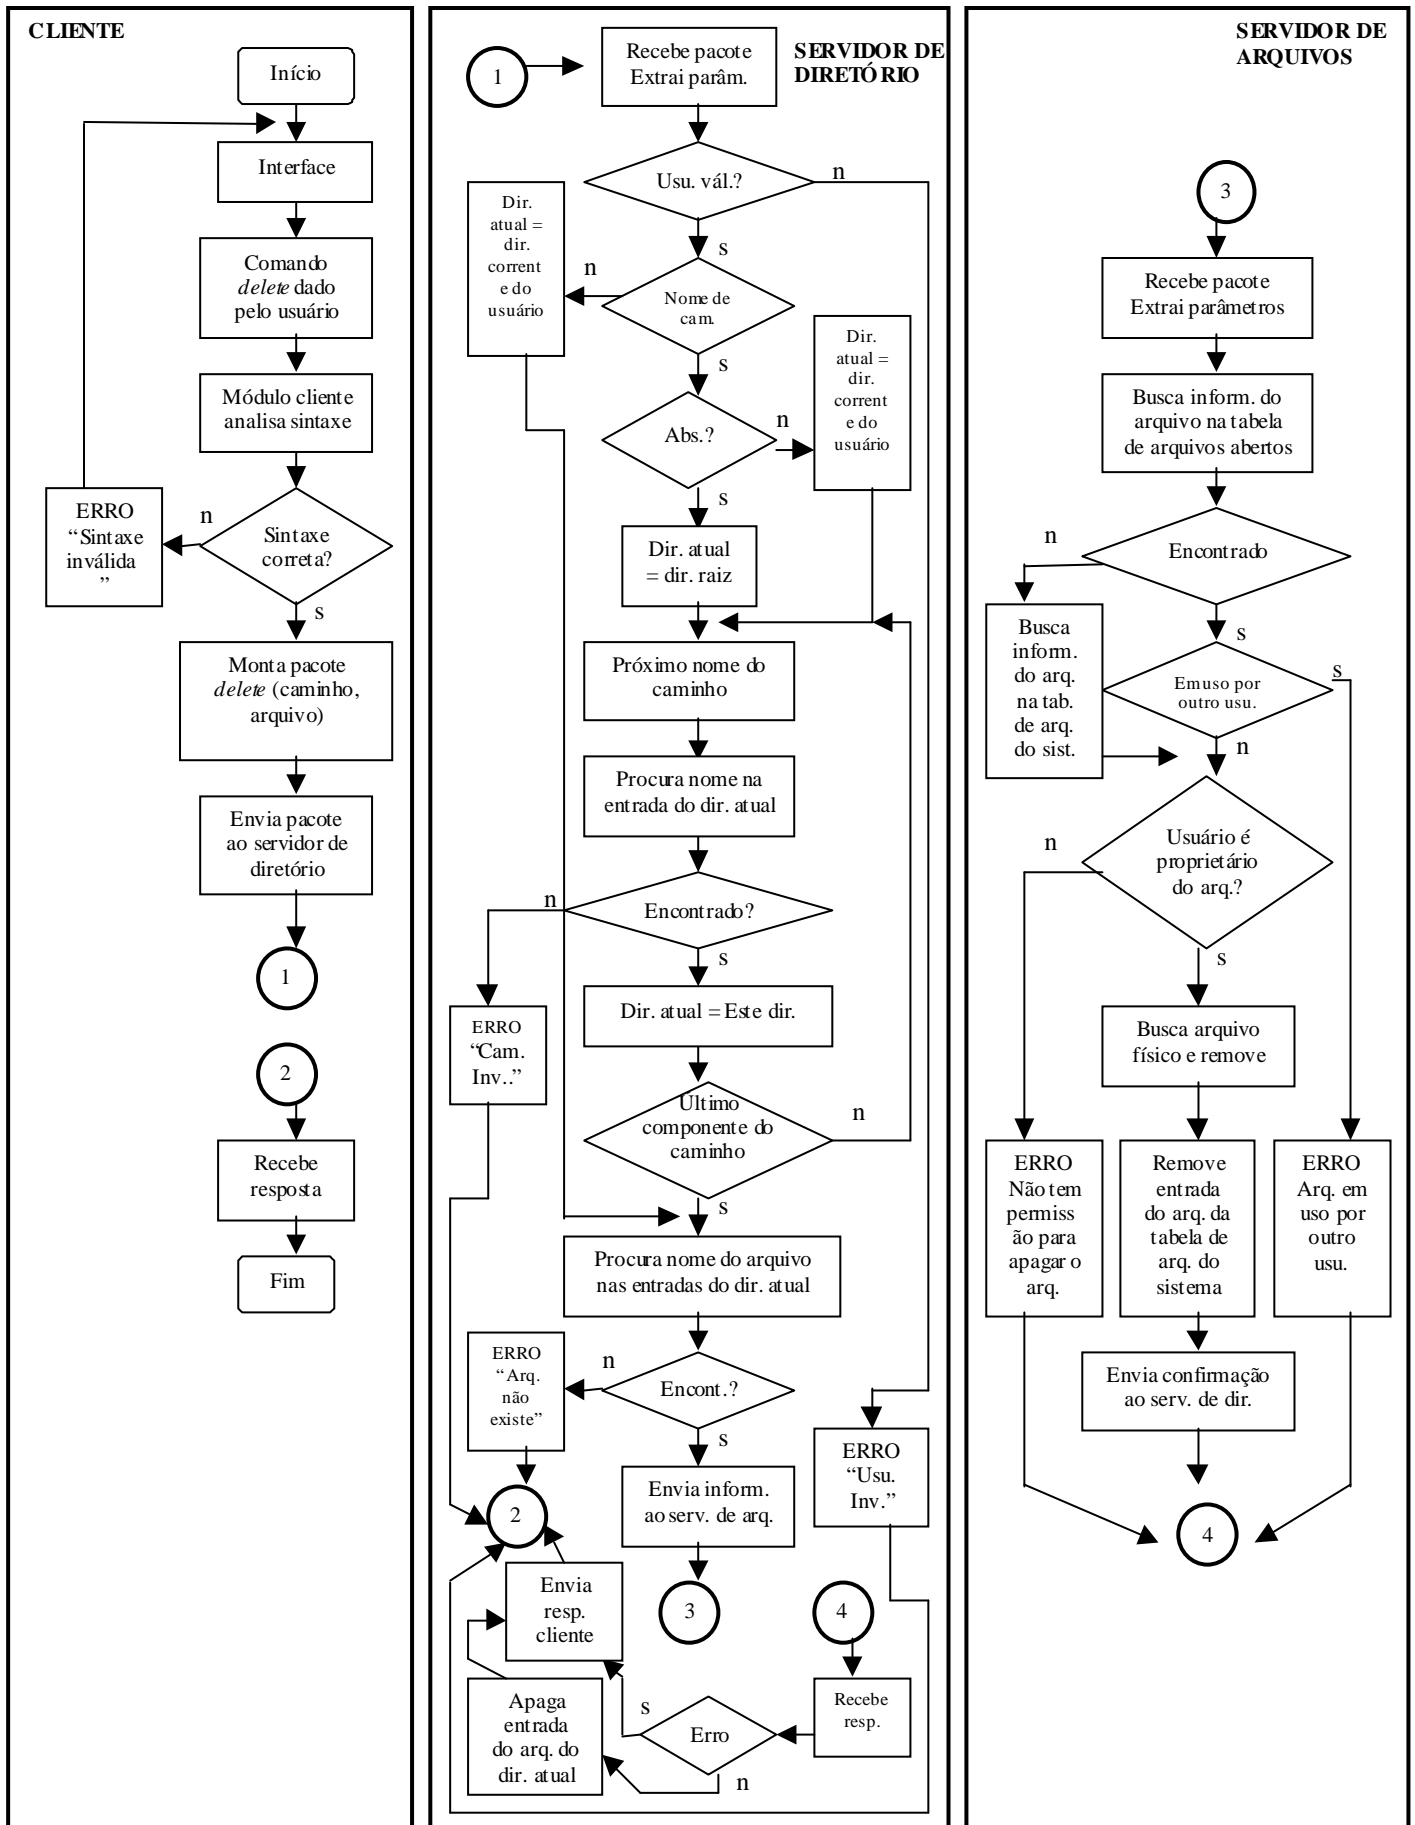 CLIENTE
Início
Interface
Comando
delete dado
pelo usuário
Módulo cliente
analisa sintaxe
ERRO
“Sintaxe
inválida
”
n
Sintaxe
correta?
s
Monta pacote
delete (caminho,
arquivo)
Envia pacote
ao servidor de
diretório
1
2
Recebe
resposta
Fim
SERVIDOR DE
DIRETÓRIO
1
Recebe pacote
Extrai parâm.
Usu. vál.?
n
s
Dir.
atual =
dir.
corrent
e do
usuário
n
Nome de
cam.
s
Dir.
atual =
dir.
corrent
e do
usuário
Abs.?
n
s
Dir. atual
= dir. raiz
Próximo nome do
caminho
Procura nome na
entrada do dir. atual
n
Encontrado?
s
Dir. atual = Este dir.
ERRO
“Cam.
Inv..”
Último
componente do
caminho
n
s
Procura nome do arquivo
nas entradas do dir. atual
ERRO
“Arq.
não
existe”
n
Encont.?
s
ERRO
“Usu.
Inv.”
Envia inform.
ao serv. de arq.
2
3
4
Envia
resp.
cliente
Recebe
resp.
s
Erro
n
Apaga
entrada
do arq. do
dir. atual
SERVIDOR DE
ARQUIVOS
3
Recebe pacote
Extrai parâmetros
Busca inform. do
arquivo na tabela
de arquivos abertos
n
Encontrado
s
Busca
inform.
do arq.
na tab.
de arq.
do sist.
Em uso por
outro usu.
s
n
n
Usuário é
proprietário
do arq.?
s
Busca arquivo
físico e remove
ERRO
Não tem
permiss
ão para
apagar o
arq.
Remove
entrada
do arq. da
tabela de
arq. do
sistema
ERRO
Arq. em
uso por
outro
usu.
Envia confirmação
ao serv. de dir.
4